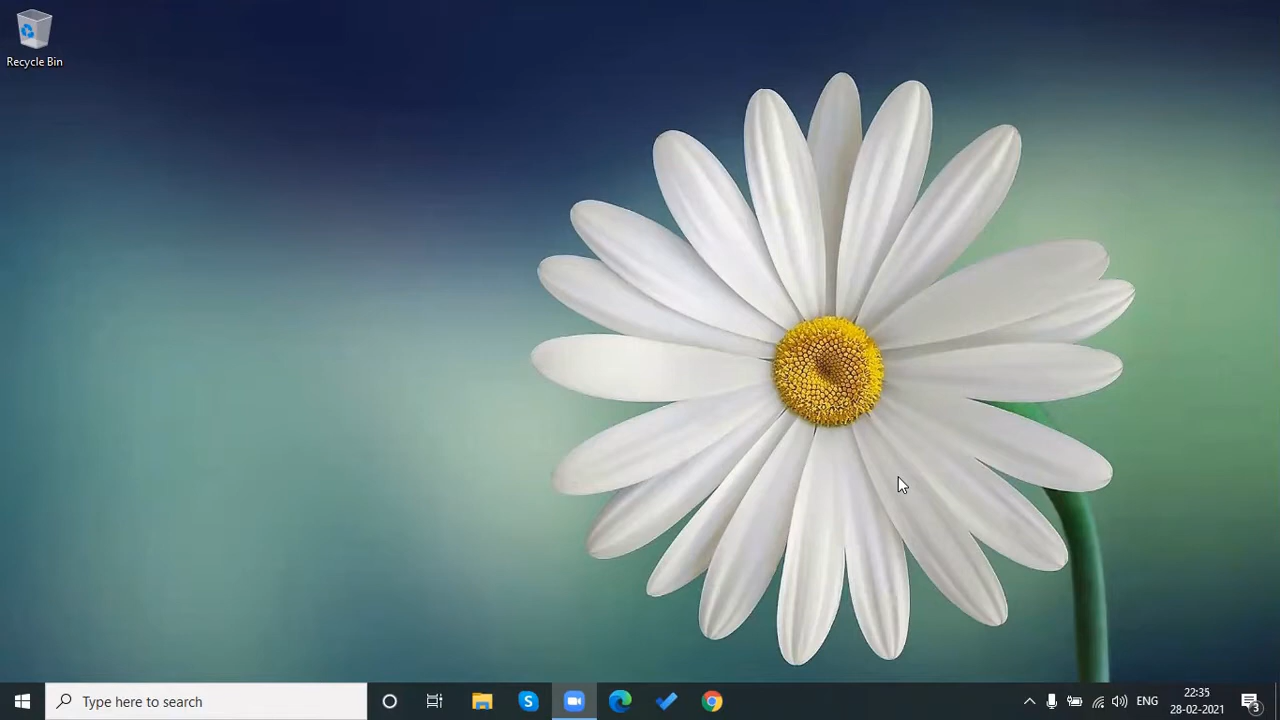 Recycle Bin
Type here to search
S
ENG
22:35
28-02-2021
3